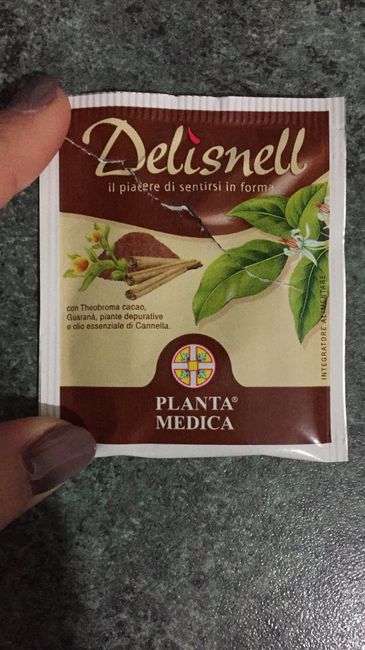 Delisnell
il piacere di sentirsi in forma
con Theobroma cacao,
Guaranà, piante depurative
e olio essenziale di Cannella.
INTEGRATORE ALIMENTARE
PLANTA®
MEDICA